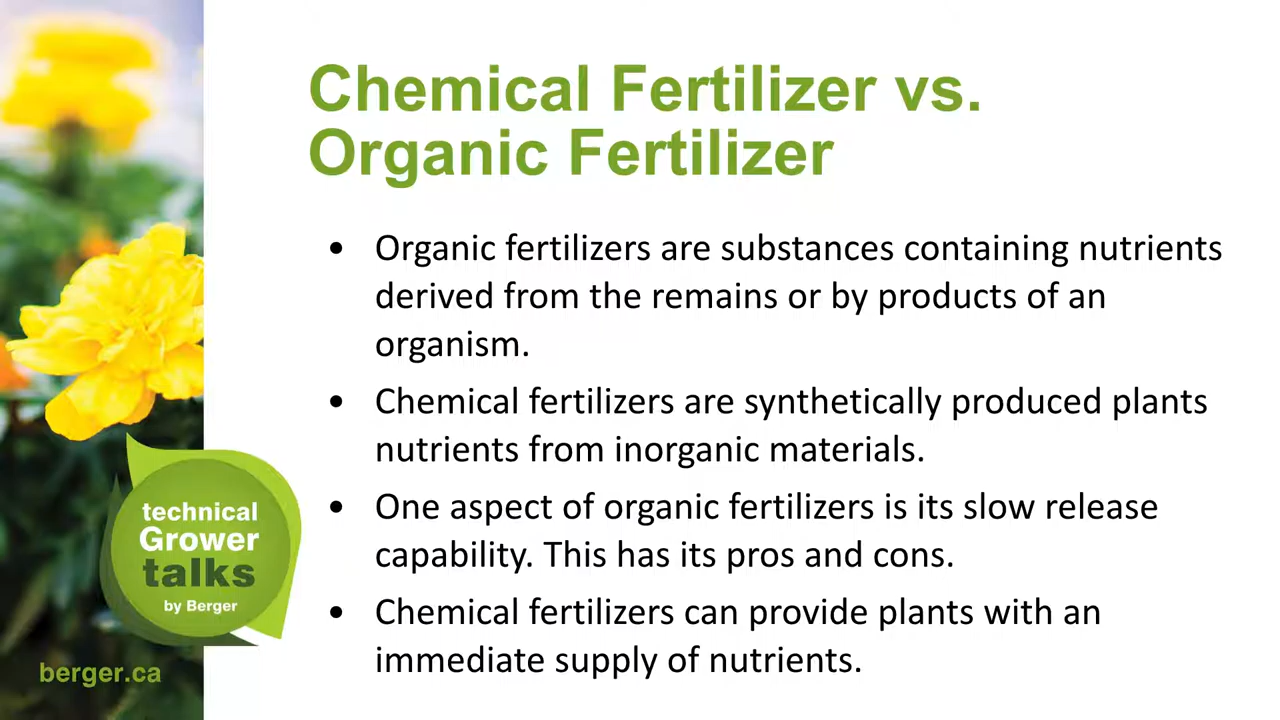 Chemical Fertilizer vs.
Organic Fertilizer
• Organic fertilizers are substances containing nutrients
derived from the remains or by products of an
organism.
• Chemical fertilizers are synthetically produced plants
nutrients from inorganic materials.
• One aspect of organic fertilizers is its slow release
capability. This has its pros and cons.
• Chemical fertilizers can provide plants with an
immediate supply of nutrients.
technical
Grower
talks
by Berger
berger.ca